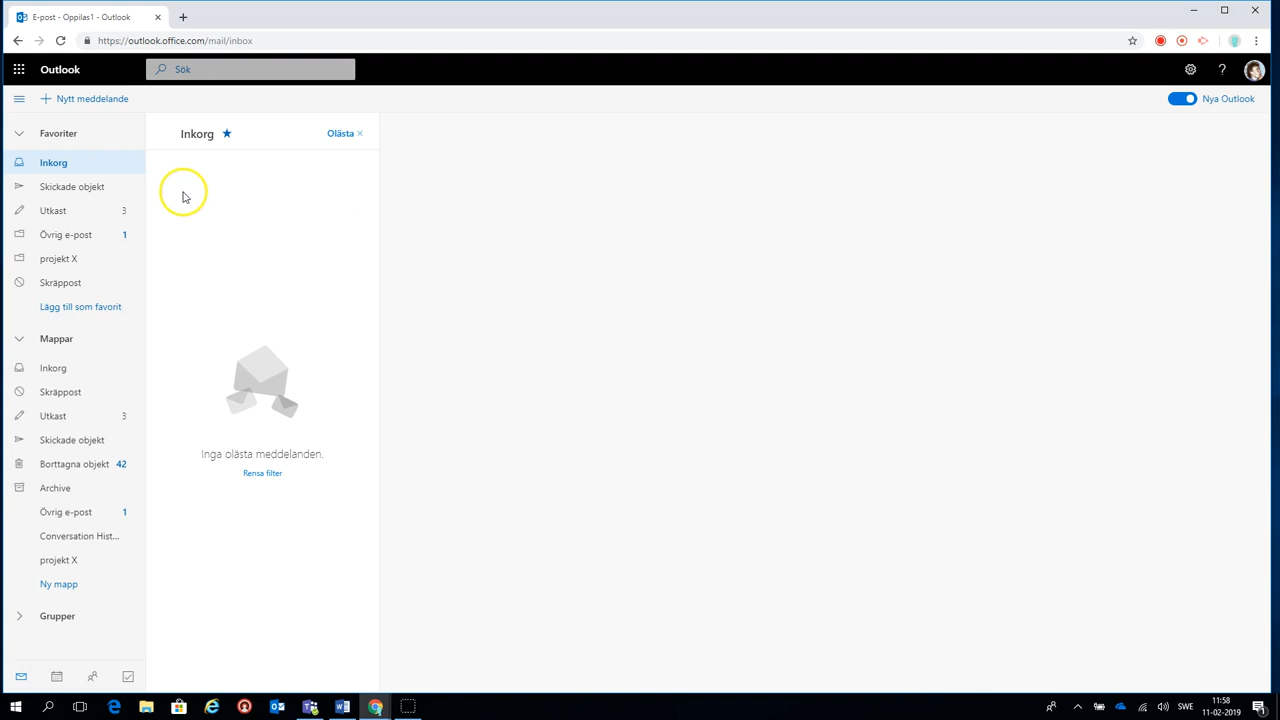 E-post - Oppilas1 - Outlook
https://outlook.office.com/mail/inbox
Outlook
Sök
Nytt meddelande
Nya Outlook
Favoriter
Inkorg
Skickade objekt
Utkast 3
Övrig e-post 1
projekt X
Skräppost
Lägg till som favorit
Mappar
Inkorg
Skräppost
Utkast 3
Skickade objekt
Borttagna objekt 42
Archive
Övrig e-post 1
Conversation Hist...
projekt X
Ny mapp
Grupper
Inkorg
Olästa
Inga olästa meddelanden.
Rensa filter
SWE
11:58
11-02-2019
1